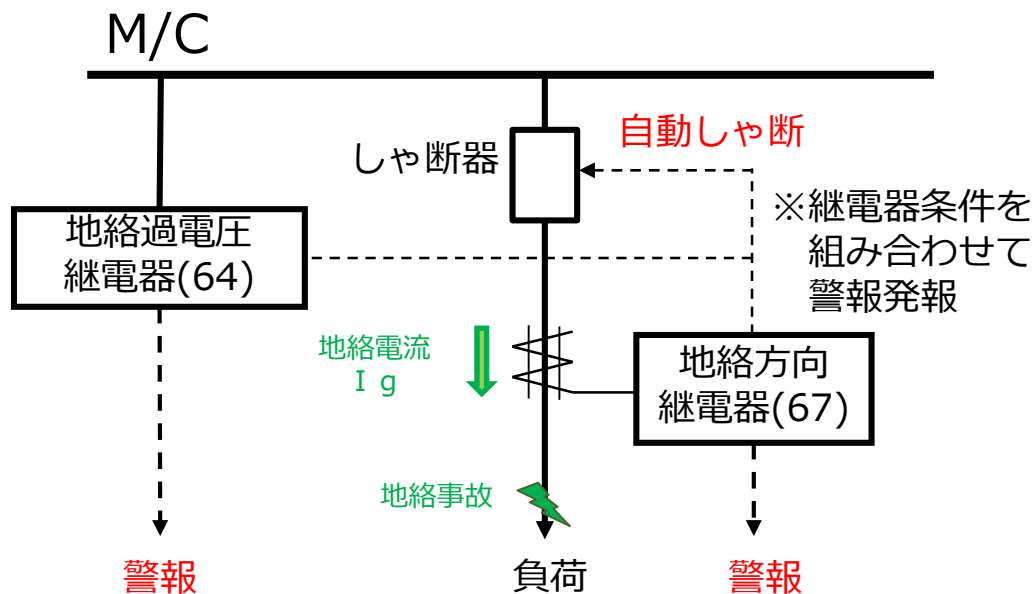 M/C
自動しゃ断
しゃ断器
※継電器条件を
組み合わせて
警報発報
地絡過電圧
継電器(64)
地絡電流
Ｉｇ
地絡方向
継電器(67)
地絡事故
警報
負荷
警報